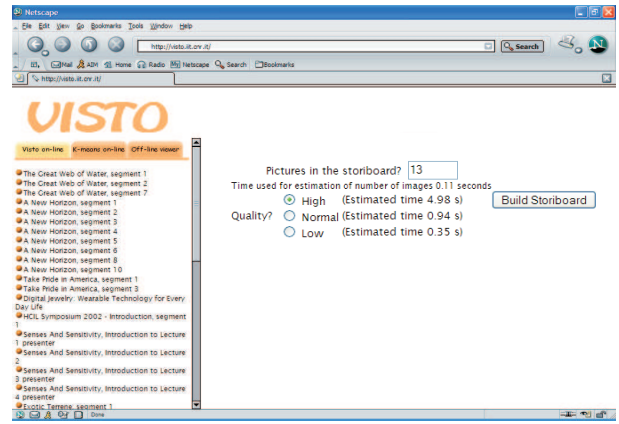 Netscape
File Edit View Go Bookmarks Tools Window Help
http://visto.iit.cnr.it/
Search
Mail AIM Home Radio Netscape Search Bookmarks
http://visto.iit.cnr.it/
VISTO
Visto on-line K-means on-line Off-line viewer
The Great Web of Water, segment 1
The Great Web of Water, segment 2
The Great Web of Water, segment 7
A New Horizon, segment 1
A New Horizon, segment 2
A New Horizon, segment 3
A New Horizon, segment 4
A New Horizon, segment 5
A New Horizon, segment 6
A New Horizon, segment 8
A New Horizon, segment 10
Take Pride in America, segment 1
Take Pride in America, segment 3
Digital Jewelry: Wearable Technology for Every
Day Life
HCIL Symposium 2002 - Introduction, segment
1
Senses And Sensitivity, Introduction to Lecture
1 presenter
Senses And Sensitivity, Introduction to Lecture
2
Senses And Sensitivity, Introduction to Lecture
3 presenter
Senses And Sensitivity, Introduction to Lecture
4 presenter
Exotic Terrene, segment 1
Pictures in the storiboard? 13
Time used for estimation of number of images 0.11 seconds
High (Estimated time 4.98 s)
Build Storiboard
Quality? Normal (Estimated time 0.94 s)
Low (Estimated time 0.35 s)
Done